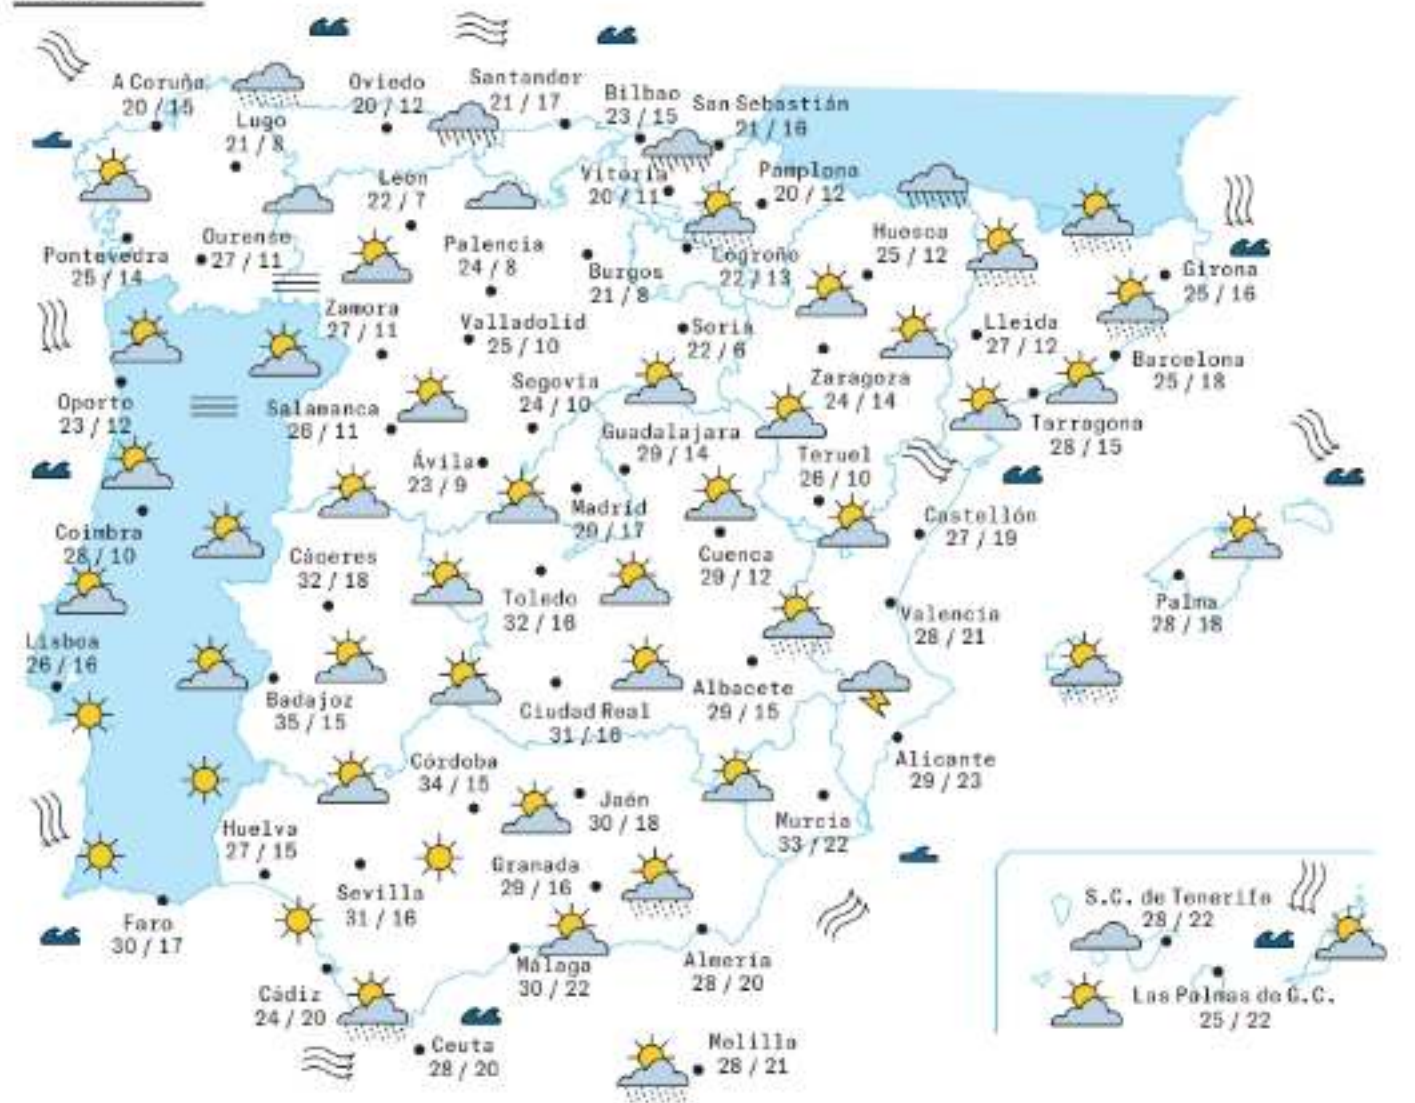 A Coruña
20 / 15
Lugo
21 / 8
Oviedo
20 / 12
Santander
21 / 17
Bilbao
23 / 15
San Sebastián
21 / 16
León
22 / 7
Vitoria
20 / 11
Pamplona
20 / 12
Pontevedra
25 / 14
Ourense
27 / 11
Palencia
24 / 8
Burgos
21 / 8
Logroño
22 / 13
Huesca
25 / 12
Girona
25 / 16
Zamora
27 / 11
Valladolid
25 / 10
Soria
22 / 6
Lleida
27 / 12
Barcelona
25 / 18
Oporto
23 / 12
Salamanca
26 / 11
Segovia
24 / 10
Zaragoza
24 / 14
Tarragona
28 / 15
Guadalajara
29 / 14
Ávila
23 / 9
Teruel
26 / 10
Madrid
29 / 17
Castellón
27 / 19
Coimbra
28 / 10
Cáceres
32 / 18
Cuenca
29 / 12
Toledo
32 / 16
Valencia
28 / 21
Palma
28 / 18
Lisboa
26 / 16
Badajoz
35 / 15
Ciudad Real
31 / 16
Albacete
29 / 15
Alicante
29 / 23
Córdoba
34 / 15
Jaén
30 / 18
Murcia
33 / 22
Huelva
27 / 15
Sevilla
31 / 16
Granada
29 / 16
Faro
30 / 17
Málaga
30 / 22
Almería
28 / 20
Cádiz
24 / 20
Ceuta
28 / 20
Melilla
28 / 21
S.C. de Tenerife
28 / 22
Las Palmas de G.C.
25 / 22